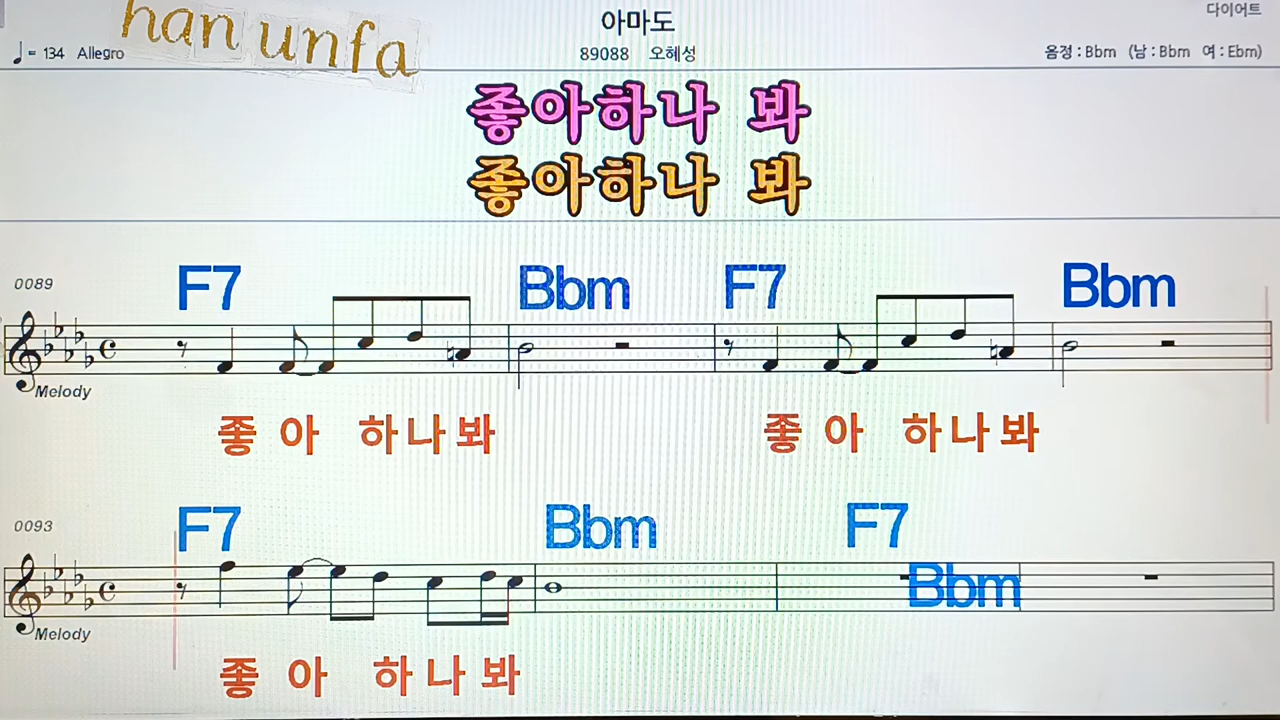 han unfa
아마도
다이어트
♩= 134 Allegro
89088 오혜성
음정 : Bbm (남 : Bbm 여 : Ebm)
좋아하나 봐
좋아하나 봐
0089
F7 Bbm F7 Bbm
Melody
좋 아 하 나 봐 좋 아 하 나 봐
0093
F7 Bbm F7
Bbm
Melody
좋 아 하 나 봐